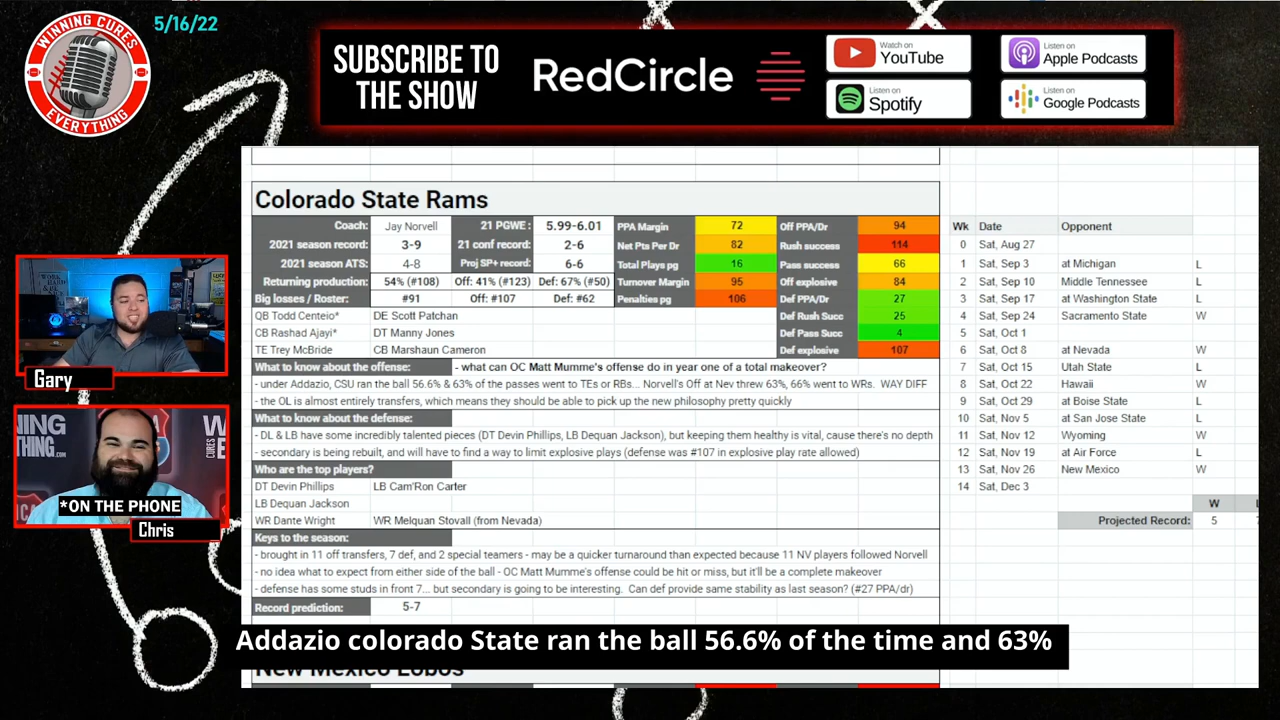 WINNING CURES
EVERYTHING
5/16/22
SUBSCRIBE TO
THE SHOW
RedCircle
Watch on
YouTube
Listen on
Apple Podcasts
Listen on
Spotify
Listen on
Google Podcasts
Gary
*ON THE PHONE
Chris
Colorado State Rams
Coach: Jay Norvell 21 PGWE: 5.99-6.01 PPA Margin 72 Off PPA/Dr 94
2021 season record: 3-9 21 conf record: 2-6 Net Pts Per Dr 82 Rush success 114
2021 season ATS: 4-8 Proj SP+ record: 6-6 Total Plays pg 16 Pass success 66
Returning production: 54% (#108) Off: 41% (#123) Def: 67% (#50) Turnover Margin 95 Off explosive 84
Big losses / Roster: #91 Off: #107 Def: #62 Penalties pg 106 Def PPA/Dr 27
QB Todd Centeio* DE Scott Patchan Def Rush Succ 25
CB Rashad Ajayi* DT Manny Jones Def Pass Succ 4
TE Trey McBride CB Marshaun Cameron Def explosive 107
What to know about the offense: - what can OC Matt Mumme's offense do in year one of a total makeover?
- under Addazio, CSU ran the ball 56.6% & 63% of the passes went to TEs or RBs... Norvell's Off at Nev threw 63%, 66% went to WRs. WAY DIFF
- the OL is almost entirely transfers, which means they should be able to pick up the new philosophy pretty quickly
What to know about the defense:
- DL & LB have some incredibly talented pieces (DT Devin Phillips, LB Dequan Jackson), but keeping them healthy is vital, cause there's no depth
- secondary is being rebuilt, and will have to find a way to limit explosive plays (defense was #107 in explosive play rate allowed)
Who are the top players?
DT Devin Phillips LB Cam'Ron Carter
LB Dequan Jackson
WR Dante Wright WR Melquan Stovall (from Nevada)
Keys to the season:
- brought in 11 off transfers, 7 def, and 2 special teamers - may be a quicker turnaround than expected because 11 NV players followed Norvell
- no idea what to expect from either side of the ball - OC Matt Mumme's offense could be hit or miss, but it'll be a complete makeover
- defense has some studs in front 7... but secondary is going to be interesting. Can def provide same stability as last season? (#27 PPA/dr)
Record prediction: 5-7
Wk Date Opponent
0 Sat, Aug 27
1 Sat, Sep 3 at Michigan L
2 Sat, Sep 10 Middle Tennessee L
3 Sat, Sep 17 at Washington State L
4 Sat, Sep 24 Sacramento State W
5 Sat, Oct 1
6 Sat, Oct 8 at Nevada W
7 Sat, Oct 15 Utah State L
8 Sat, Oct 22 Hawaii W
9 Sat, Oct 29 at Boise State L
10 Sat, Nov 5 at San Jose State L
11 Sat, Nov 12 Wyoming W
12 Sat, Nov 19 at Air Force L
13 Sat, Nov 26 New Mexico W
14 Sat, Dec 3
W
Projected Record: 5
Addazio colorado State ran the ball 56.6% of the time and 63%
New Mexico Lobos